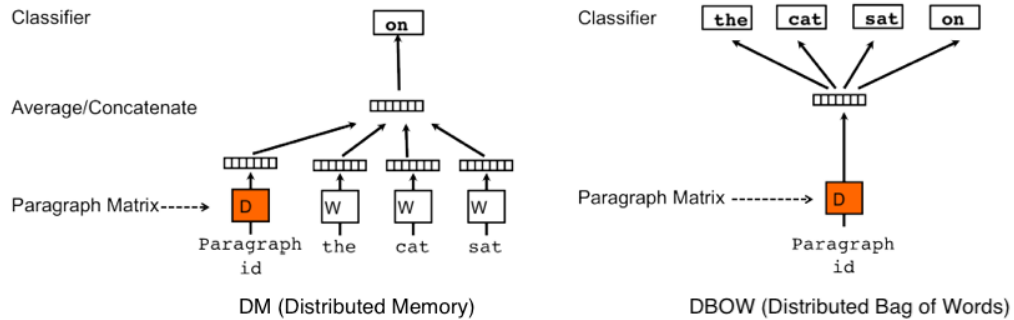 Classifier
on
Average/Concatenate
D W W W
Paragraph Matrix
Paragraph the cat sat
id
DM (Distributed Memory)
Classifier
the cat sat on
D
Paragraph Matrix
Paragraph
id
DBOW (Distributed Bag of Words)